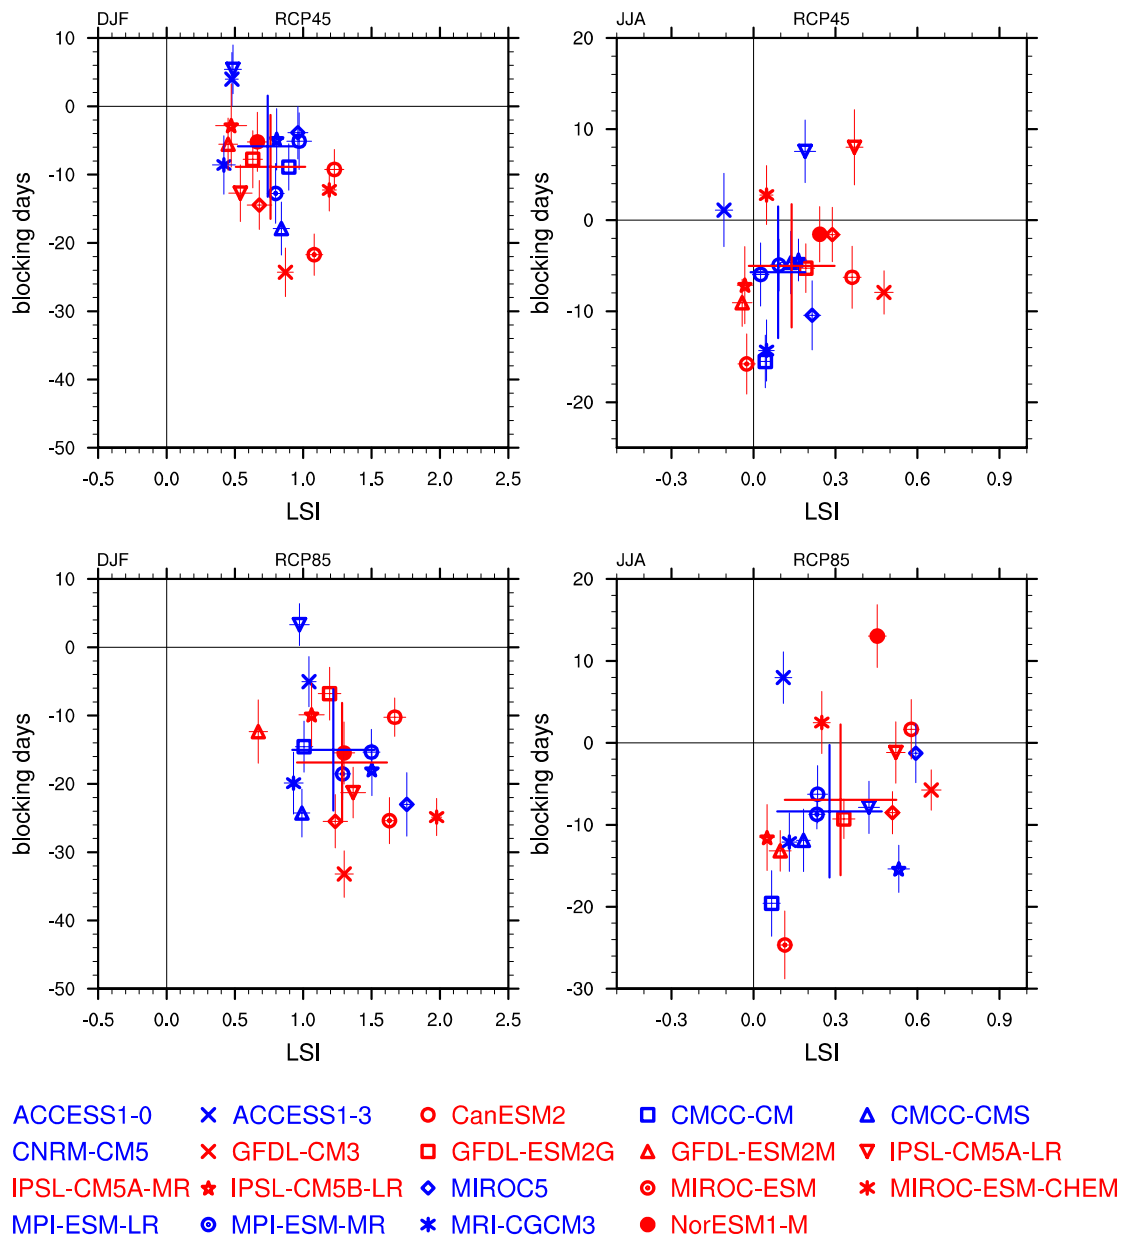 DJF RCP45
10
0
-10
-20
-30
-40
-50
blocking days
-0.5 0.0 0.5 1.0 1.5 2.0 2.5
LSI
JJA RCP45
20
10
0
-10
-20
blocking days
-0.3 0.0 0.3 0.6 0.9
LSI
DJF RCP85
10
0
-10
-20
-30
-40
-50
blocking days
-0.5 0.0 0.5 1.0 1.5 2.0 2.5
LSI
JJA RCP85
20
10
0
-10
-20
-30
blocking days
-0.3 0.0 0.3 0.6 0.9
LSI
ACCESS1-0 ACCESS1-3 CanESM2 CMCC-CM CMCC-CMS
CNRM-CM5 GFDL-CM3 GFDL-ESM2G GFDL-ESM2M IPSL-CM5A-LR
IPSL-CM5A-MR IPSL-CM5B-LR MIROC5 MIROC-ESM MIROC-ESM-CHEM
MPI-ESM-LR MPI-ESM-MR MRI-CGCM3 NorESM1-M